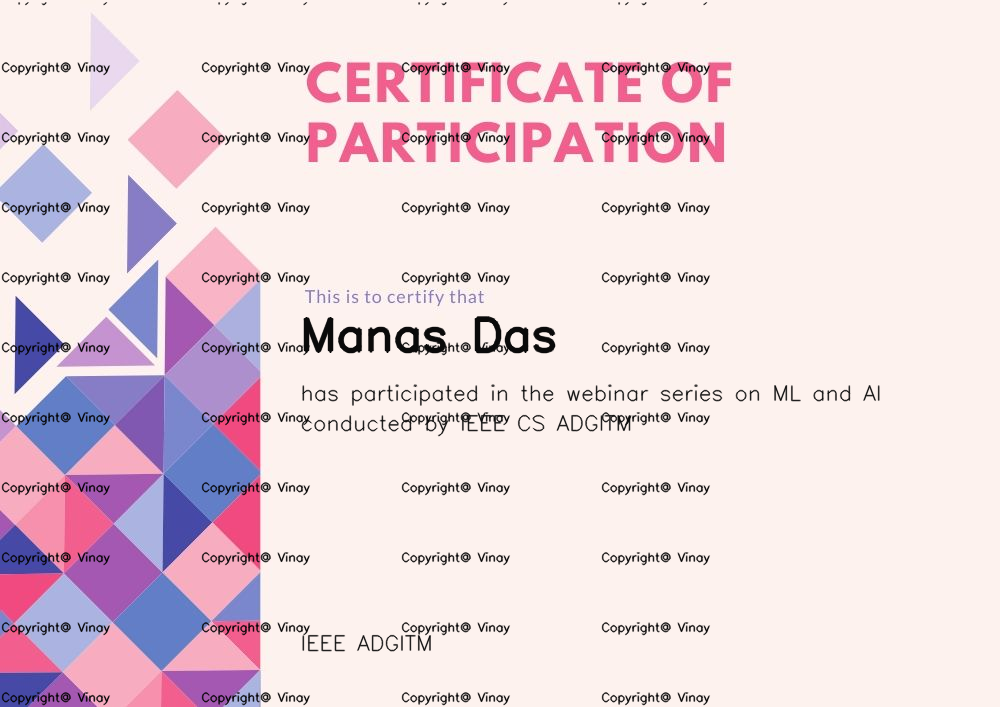 Copyright@ Vinay Copyright@ Vinay Copyright@ Vinay Copyright@ Vinay
CERTIFICATE OF
Copyright@ Vinay Copyright@ Vinay Copyright@ Vinay Copyright@ Vinay
PARTICIPATION
Copyright@ Vinay Copyright@ Vinay Copyright@ Vinay Copyright@ Vinay
Copyright@ Vinay Copyright@ Vinay Copyright@ Vinay Copyright@ Vinay
This is to certify that
Manas Das
Copyright@ Vinay Copyright@ Vinay Copyright@ Vinay Copyright@ Vinay
has participated in the webinar series on ML and AI
Copyright@ Vinay Copyright@ Vinay Copyright@ Vinay Copyright@ Vinay
conducted by IEEE CS ADGITM
Copyright@ Vinay Copyright@ Vinay Copyright@ Vinay Copyright@ Vinay
Copyright@ Vinay Copyright@ Vinay Copyright@ Vinay Copyright@ Vinay
Copyright@ Vinay Copyright@ Vinay Copyright@ Vinay Copyright@ Vinay
IEEE ADGITM
Copyright@ Vinay Copyright@ Vinay Copyright@ Vinay Copyright@ Vinay